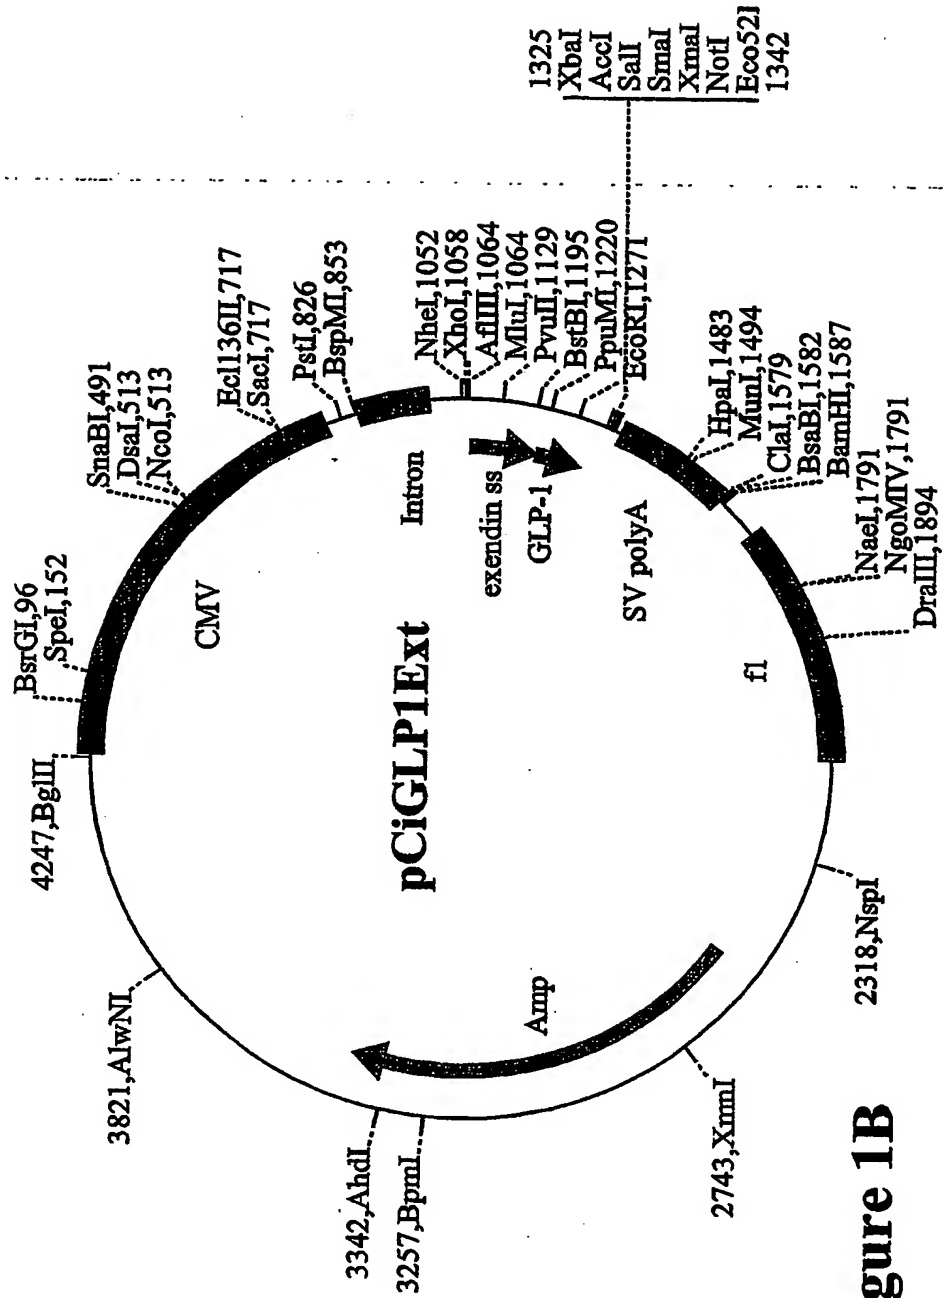 BsrGI,96
SpeI,152
SnaBI,491
DsaI,513
NcoI,513
Ecl136II,717
SacI,717
PstI,826
BspMI,853
NheI,1052
XhoI,1058
AflIII,1064
MluI,1064
PvuII,1129
BstBI,1195
PpuMI,1220
EcoRI,1271
1325
XbaI
AccI
SalI
SmaI
XmaI
NotI
Eco52I
1342
HpaI,1483
MunI,1494
ClaI,1579
BsaBI,1582
BamHI,1587
NaeI,1791
NgoMIV,1791
DraIII,1894
2318,NspI
2743,XmnI
3257,BpmI
3342,AhdI
3821,AlwNI
4247,BglII
CMV
Intron
exendin ss
GLP-1
SV polyA
f1
Amp
pCiGLP1Ext
gure 1B